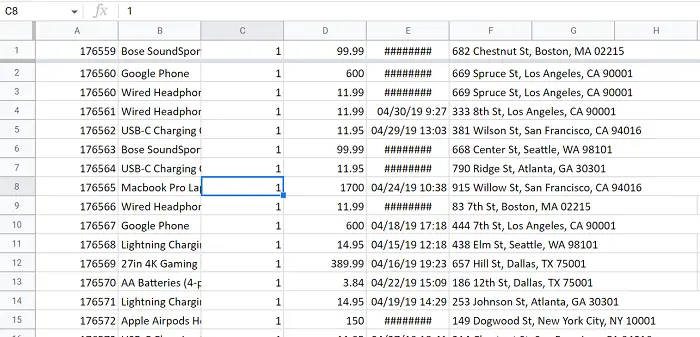 C8 fx 1
A B C D E F G H
1 176559 Bose SoundSpor 1 99.99 ######## 682 Chestnut St, Boston, MA 02215
2 176560 Google Phone 1 600 ######## 669 Spruce St, Los Angeles, CA 90001
3 176560 Wired Headphor 1 11.99 ######## 669 Spruce St, Los Angeles, CA 90001
4 176561 Wired Headphor 1 11.99 04/30/19 9:27 333 8th St, Los Angeles, CA 90001
5 176562 USB-C Charging 1 11.95 04/29/19 13:03 381 Wilson St, San Francisco, CA 94016
6 176563 Bose SoundSpor 1 99.99 ######## 668 Center St, Seattle, WA 98101
7 176564 USB-C Charging 1 11.95 ######## 790 Ridge St, Atlanta, GA 30301
8 176565 Macbook Pro La 1 1700 04/24/19 10:38 915 Willow St, San Francisco, CA 94016
9 176566 Wired Headphor 1 11.99 ######## 83 7th St, Boston, MA 02215
10 176567 Google Phone 1 600 04/18/19 17:18 444 7th St, Los Angeles, CA 90001
11 176568 Lightning Chargi 1 14.95 04/15/19 12:18 438 Elm St, Seattle, WA 98101
12 176569 27in 4K Gaming 1 389.99 04/16/19 19:23 657 Hill St, Dallas, TX 75001
13 176570 AA Batteries (4-p 1 3.84 04/22/19 15:09 186 12th St, Dallas, TX 75001
14 176571 Lightning Chargi 1 14.95 04/19/19 14:29 253 Johnson St, Atlanta, GA 30301
15 176572 Apple Airpods He 1 150 ######## 149 Dogwood St, New York City, NY 10001